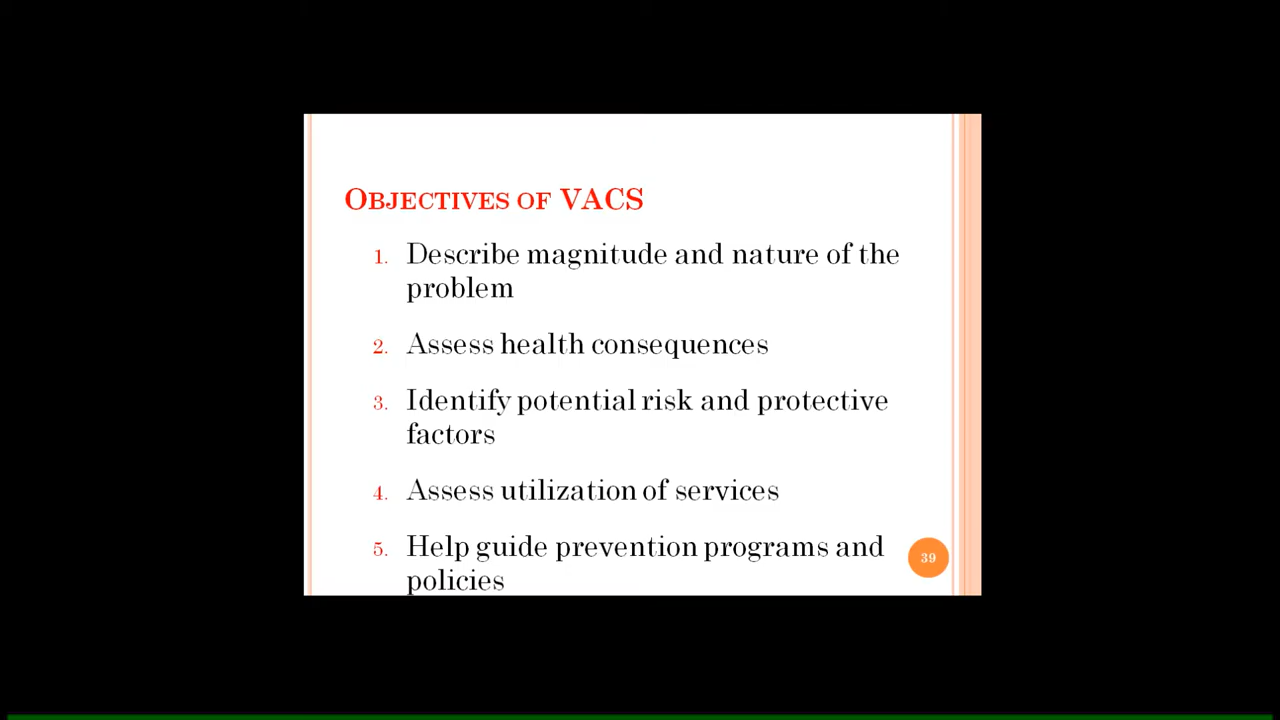 OBJECTIVES OF VACS
1. Describe magnitude and nature of the
problem
2. Assess health consequences
3. Identify potential risk and protective
factors
4. Assess utilization of services
5. Help guide prevention programs and
policies
39